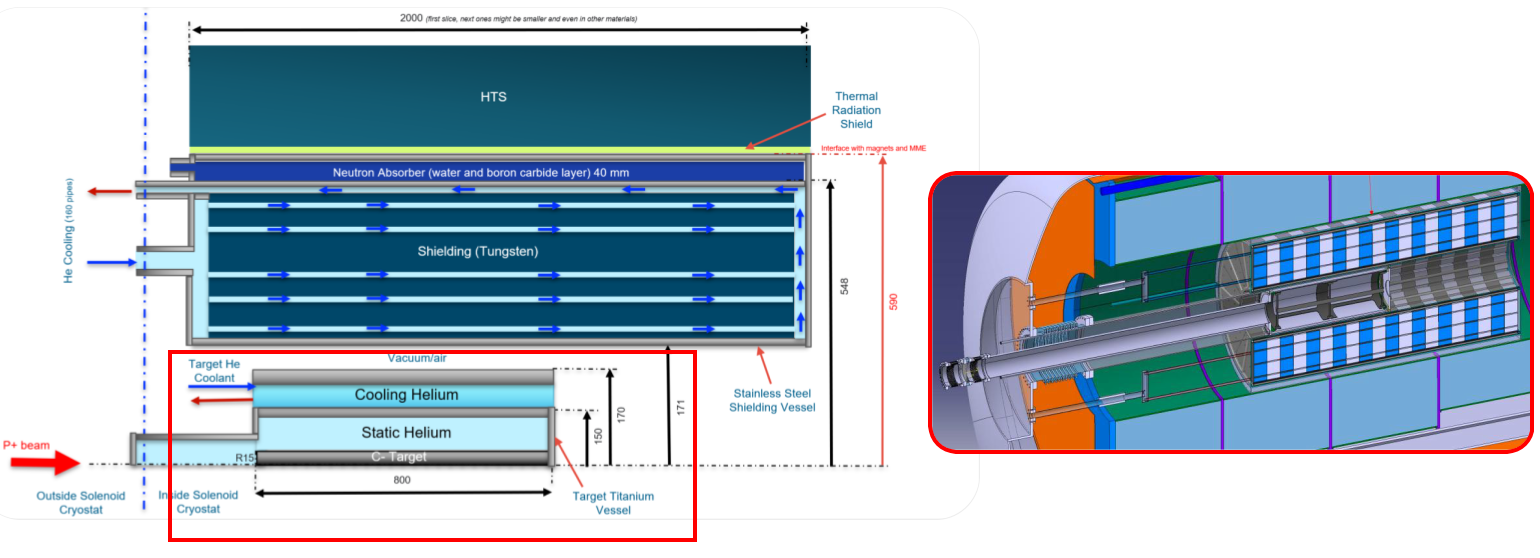 2000 (first slice, next ones might be smaller and even in other materials)
HTS
Thermal
Radiation
Shield
Interface with magnets and MME
Neutron Absorber (water and boron carbide layer) 40 mm
He Cooling (160 pipes)
Shielding (Tungsten)
548
590
Vacuum/air
Target He
Coolant
Cooling Helium
Static Helium
C- Target
R15
150
170
171
Stainless Steel
Shielding Vessel
P+ beam
800
Outside Solenoid
Cryostat
Inside Solenoid
Cryostat
Target Titanium
Vessel